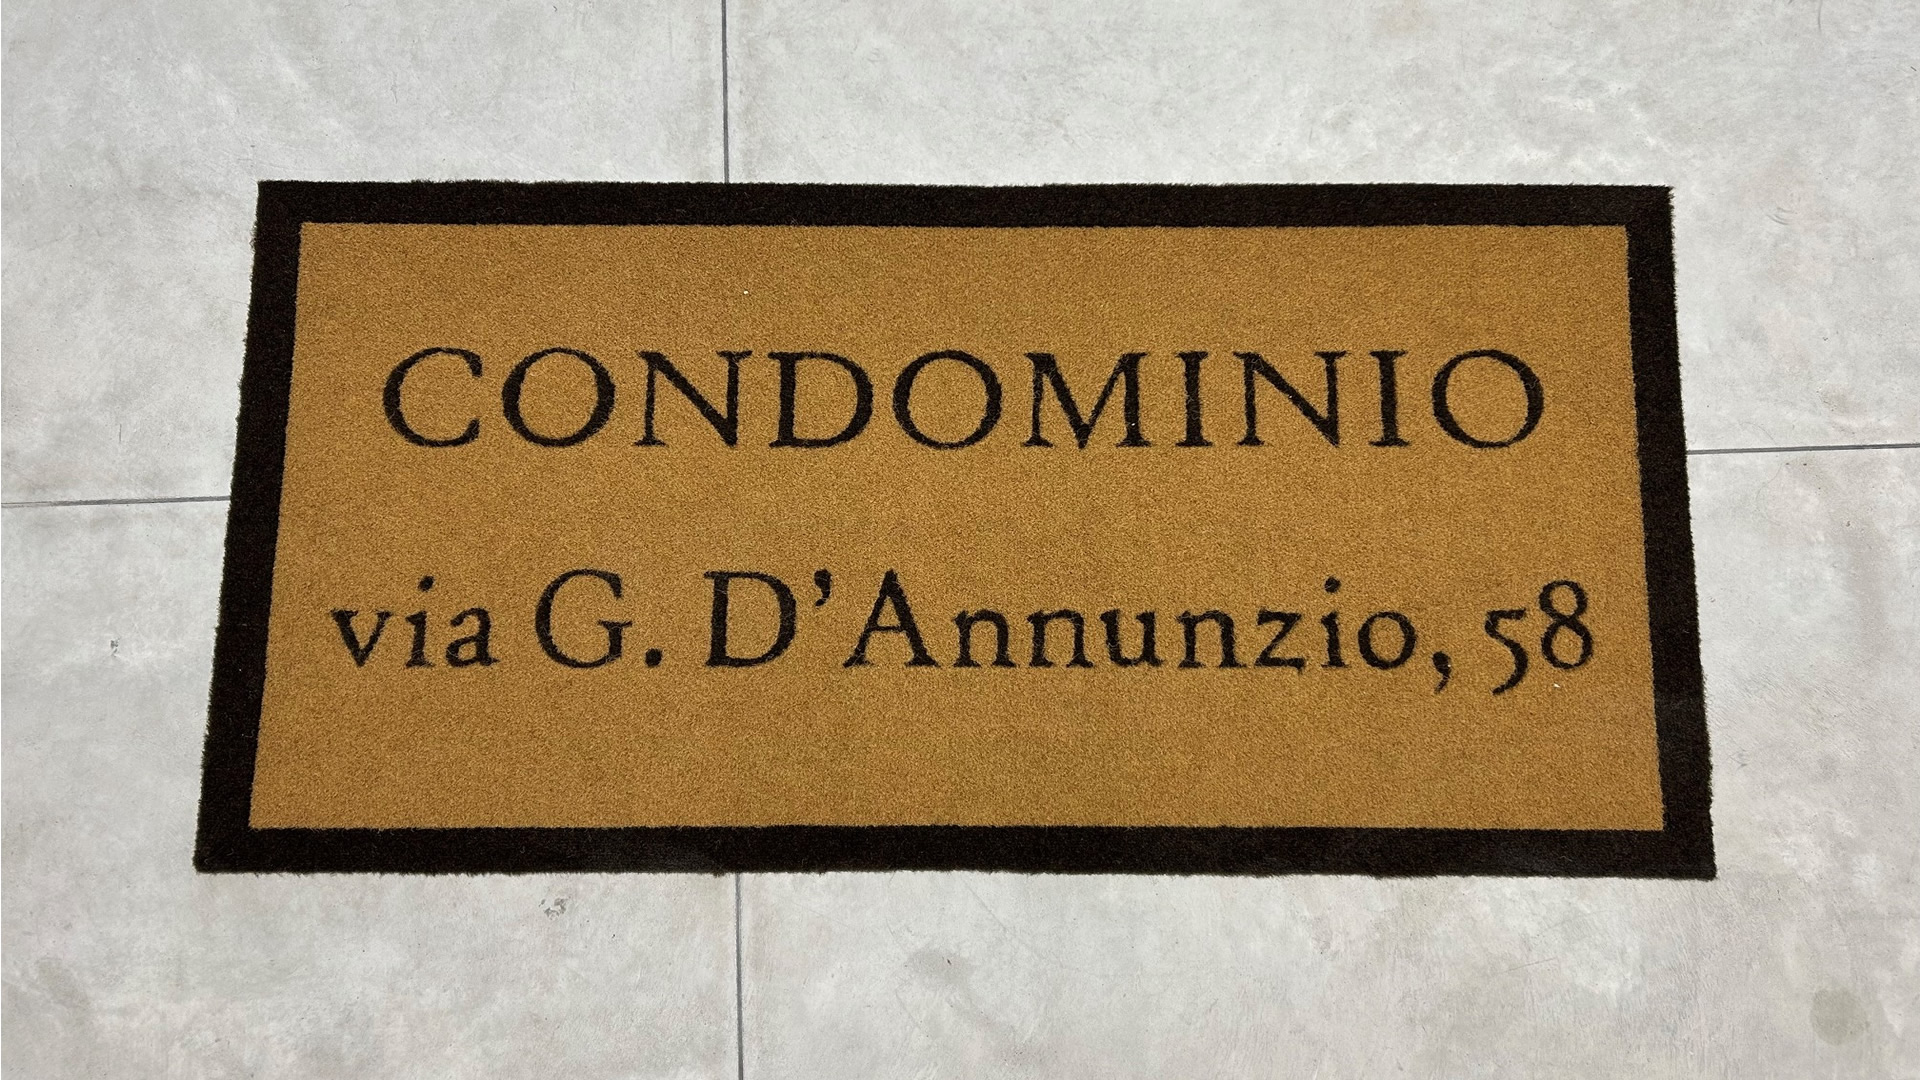 CONDOMINIO
via G. D'Annunzio, 58